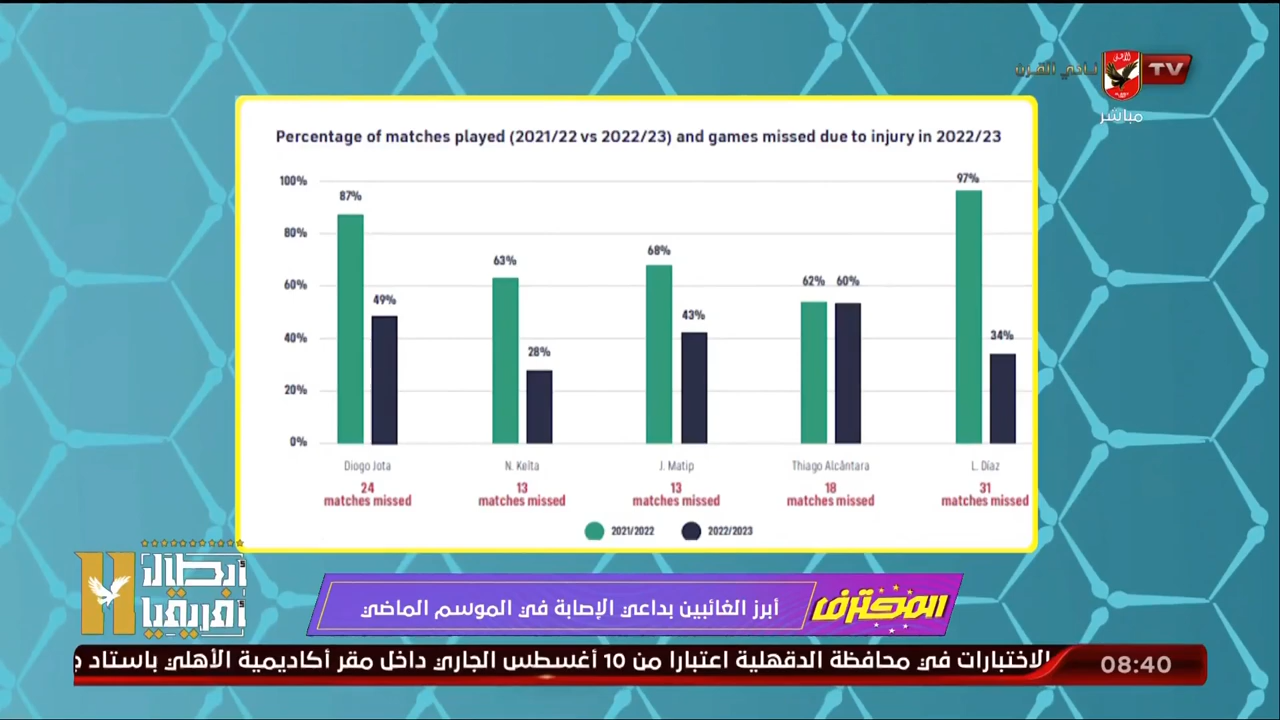 نادي القرن
TV
مباشر
Percentage of matches played (2021/22 vs 2022/23) and games missed due to injury in 2022/23
100%
80%
60%
40%
20%
0%
87%
49%
63%
28%
68%
43%
62%
60%
97%
34%
Diogo Jota
24
matches missed
N. Keïta
13
matches missed
J. Matip
13
matches missed
Thiago Alcântara
18
matches missed
L. Díaz
31
matches missed
2021/2022
2022/2023
أبطال
أفريقيا
11
المحترف
أبرز الغائبين بداعي الإصابة في الموسم الماضي
الاختبارات في محافظة الدقهلية اعتبارا من 10 أغسطس الجاري داخل مقر أكاديمية الأهلي باستاد
08:40